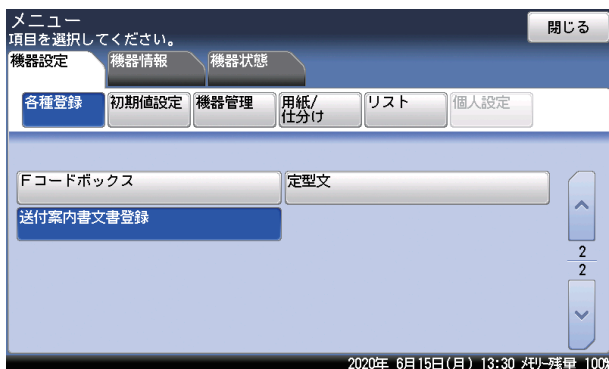 メニュー
項目を選択してください。
閉じる
機器設定 機器情報 機器状態
各種登録 初期値設定 機器管理 用紙/
仕分け リスト 個人設定
Fコードボックス 定型文
送付案内書文書登録
2
2
2020年 6月15日(月) 13:30 メモリー残量 100%